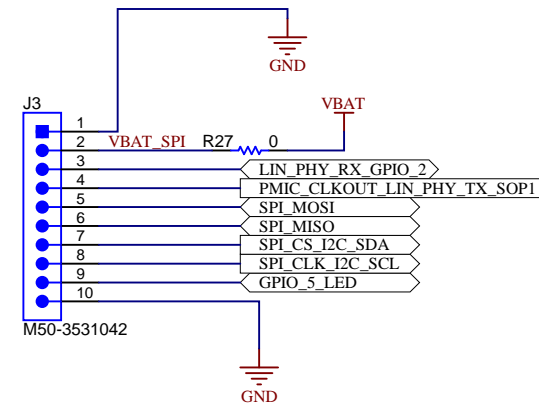 GND
J3
VBAT
1
2 VBAT_SPI R27 0
3 LIN_PHY_RX_GPIO_2
4 PMIC_CLKOUT_LIN_PHY_TX_SOP1
5 SPI_MOSI
6 SPI_MISO
7 SPI_CS_I2C_SDA
8 SPI_CLK_I2C_SCL
9 GPIO_5_LED
10
M50-3531042
GND